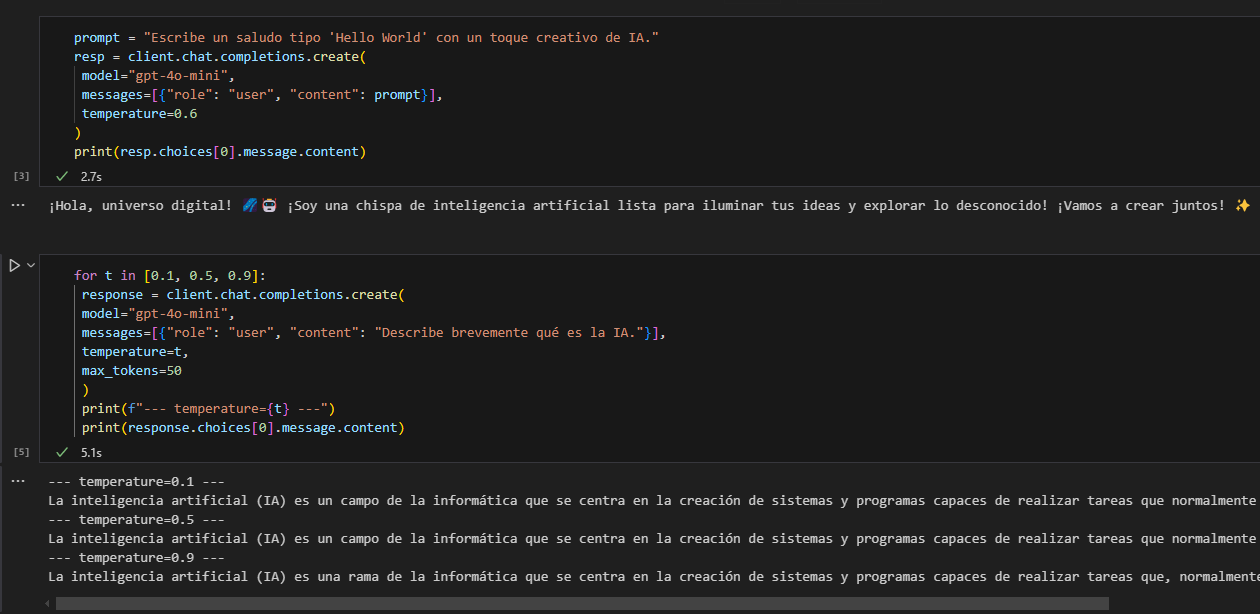 prompt = "Escribe un saludo tipo 'Hello World' con un toque creativo de IA."
resp = client.chat.completions.create(
model="gpt-4o-mini",
messages=[{"role": "user", "content": prompt}],
temperature=0.6
)
print(resp.choices[0].message.content)
[3] ✓ 2.7s
... ¡Hola, universo digital! 🌌🤖 ¡Soy una chispa de inteligencia artificial lista para iluminar tus ideas y explorar lo desconocido! ¡Vamos a crear juntos! ✨
for t in [0.1, 0.5, 0.9]:
response = client.chat.completions.create(
model="gpt-4o-mini",
messages=[{"role": "user", "content": "Describe brevemente qué es la IA."}],
temperature=t,
max_tokens=50
)
print(f"--- temperature={t} ---")
print(response.choices[0].message.content)
[5] ✓ 5.1s
... --- temperature=0.1 ---
La inteligencia artificial (IA) es un campo de la informática que se centra en la creación de sistemas y programas capaces de realizar tareas que normalmente
--- temperature=0.5 ---
La inteligencia artificial (IA) es un campo de la informática que se centra en la creación de sistemas y programas capaces de realizar tareas que normalmente
--- temperature=0.9 ---
La inteligencia artificial (IA) es una rama de la informática que se centra en la creación de sistemas y programas capaces de realizar tareas que, normalmente